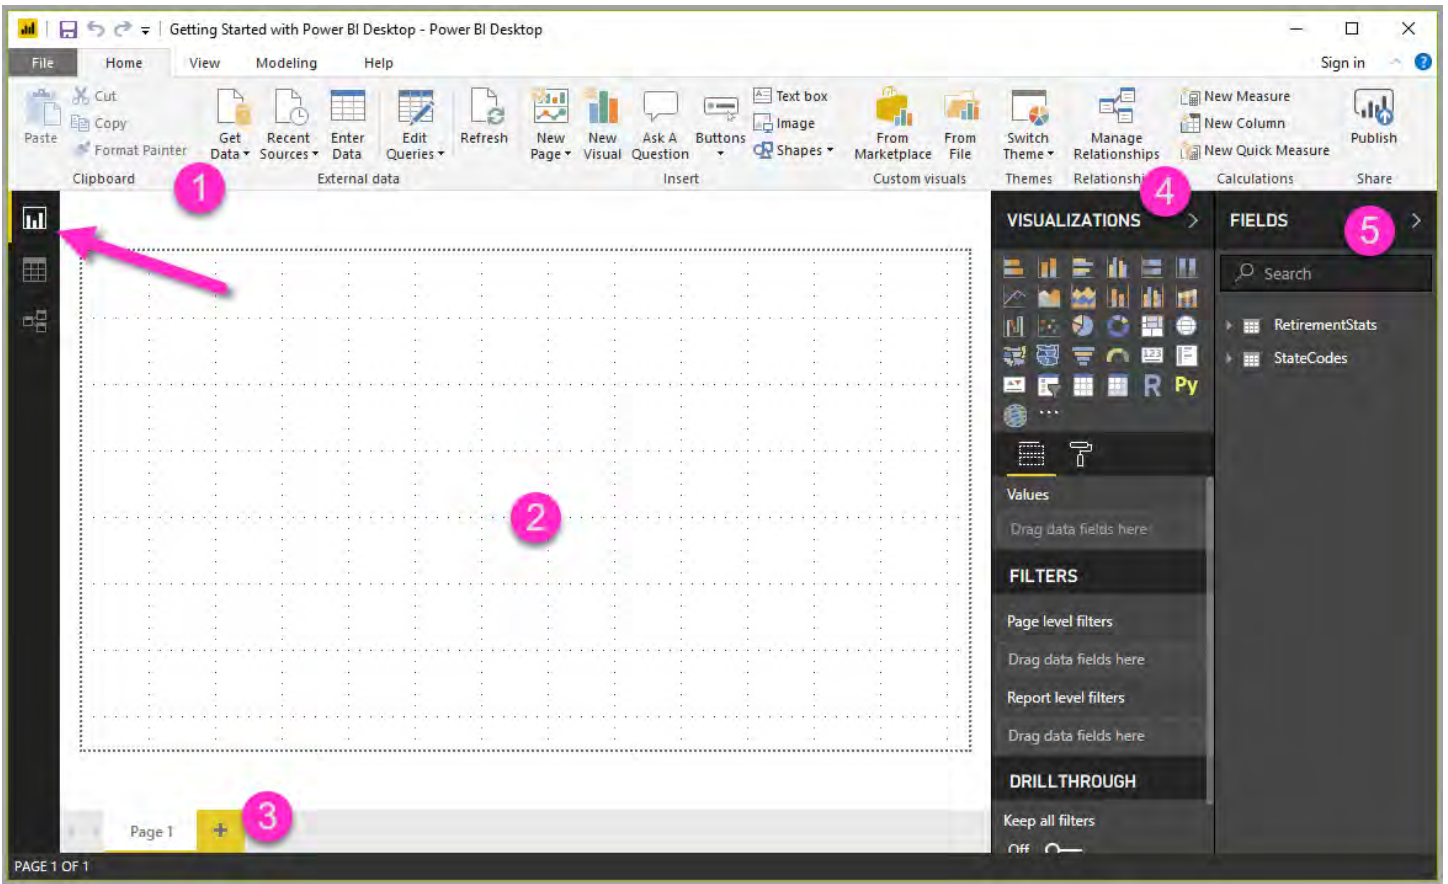 Getting Started with Power BI Desktop - Power BI Desktop
File Home View Modeling Help Sign in ?
Paste
Cut
Copy
Format Painter
Get Data
Recent Sources
Enter Data
Edit Queries
Refresh
New Page
New Visual
Ask A Question
Buttons
Text box
Image
Shapes
From Marketplace
From File
Switch Theme
Manage Relationships
New Measure
New Column
New Quick Measure
Publish
Clipboard External data Insert Custom visuals Themes Calculations Share
1
4
VISUALIZATIONS
FIELDS
5
Search
RetirementStats
StateCodes
123
R Py
Values
Drag data fields here
2
FILTERS
Page level filters
Drag data fields here
Report level filters
Drag data fields here
DRILLTHROUGH
Keep all filters
Off
Page 1 +
3
PAGE 1 OF 1